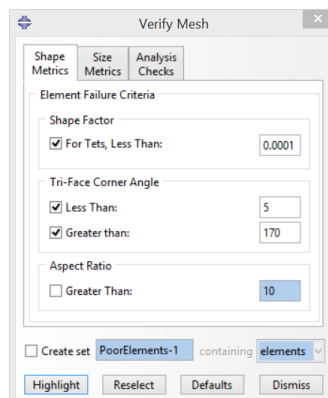 Verify Mesh
Shape Metrics
Size Metrics
Analysis Checks
Element Failure Criteria
Shape Factor
For Tets, Less Than: 0.0001
Tri-Face Corner Angle
Less Than: 5
Greater than: 170
Aspect Ratio
Greater Than: 10
Create set PoorElements-1 containing elements
Highlight Reselect Defaults Dismiss